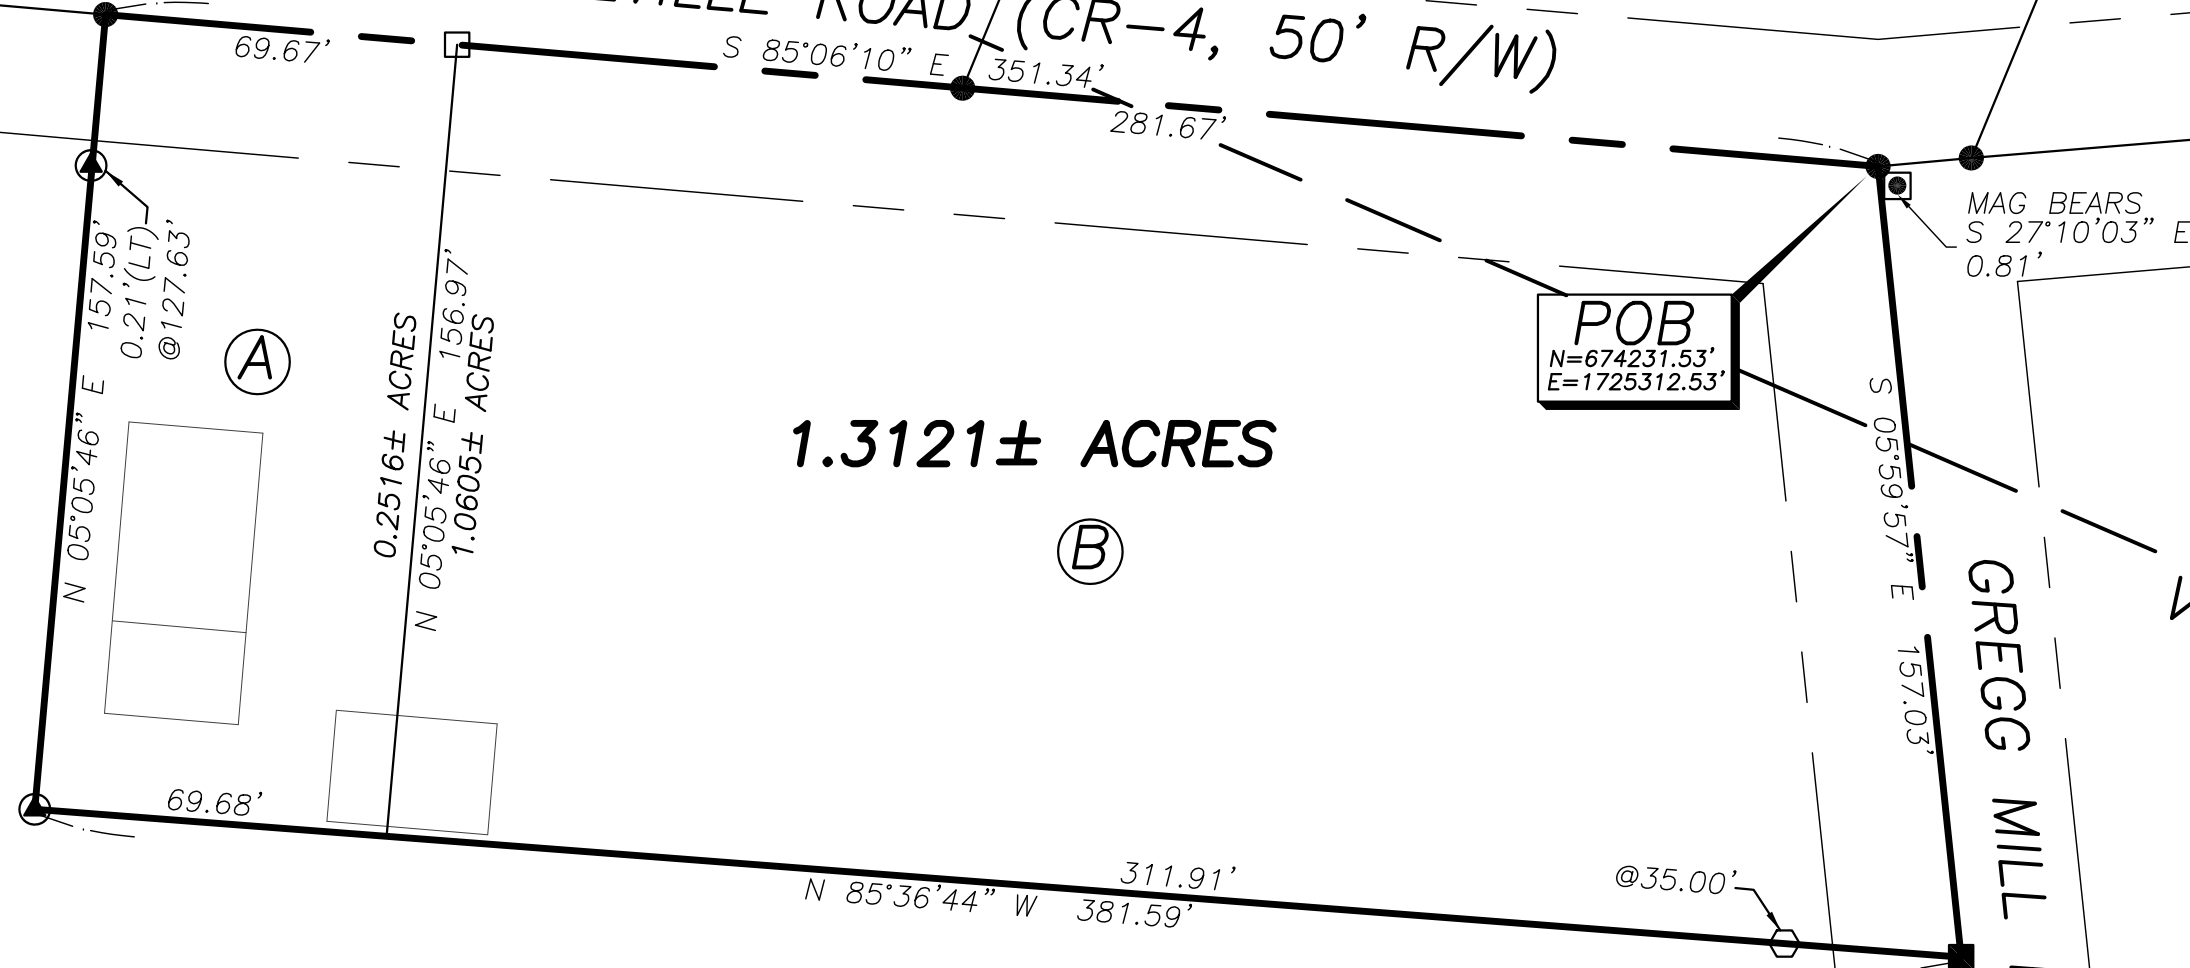 ROAD (CR-4, 50' R/W)
69.67'
S 85°06'10" E 351.34'
281.67'
MAG BEARS
S 27°10'03" E
0.81'
N 05°05'46" E 157.59'
0.21'(LT)
@127.63'
A
0.2516± ACRES
N 05°05'46" E 156.97'
1.0605± ACRES
POB
N=674231.53'
E=1725312.53'
1.3121± ACRES
B
S 05°59'57" E 157.03'
GREGG MILL
69.68'
311.91'
N 85°36'44" W 381.59'
@35.00'